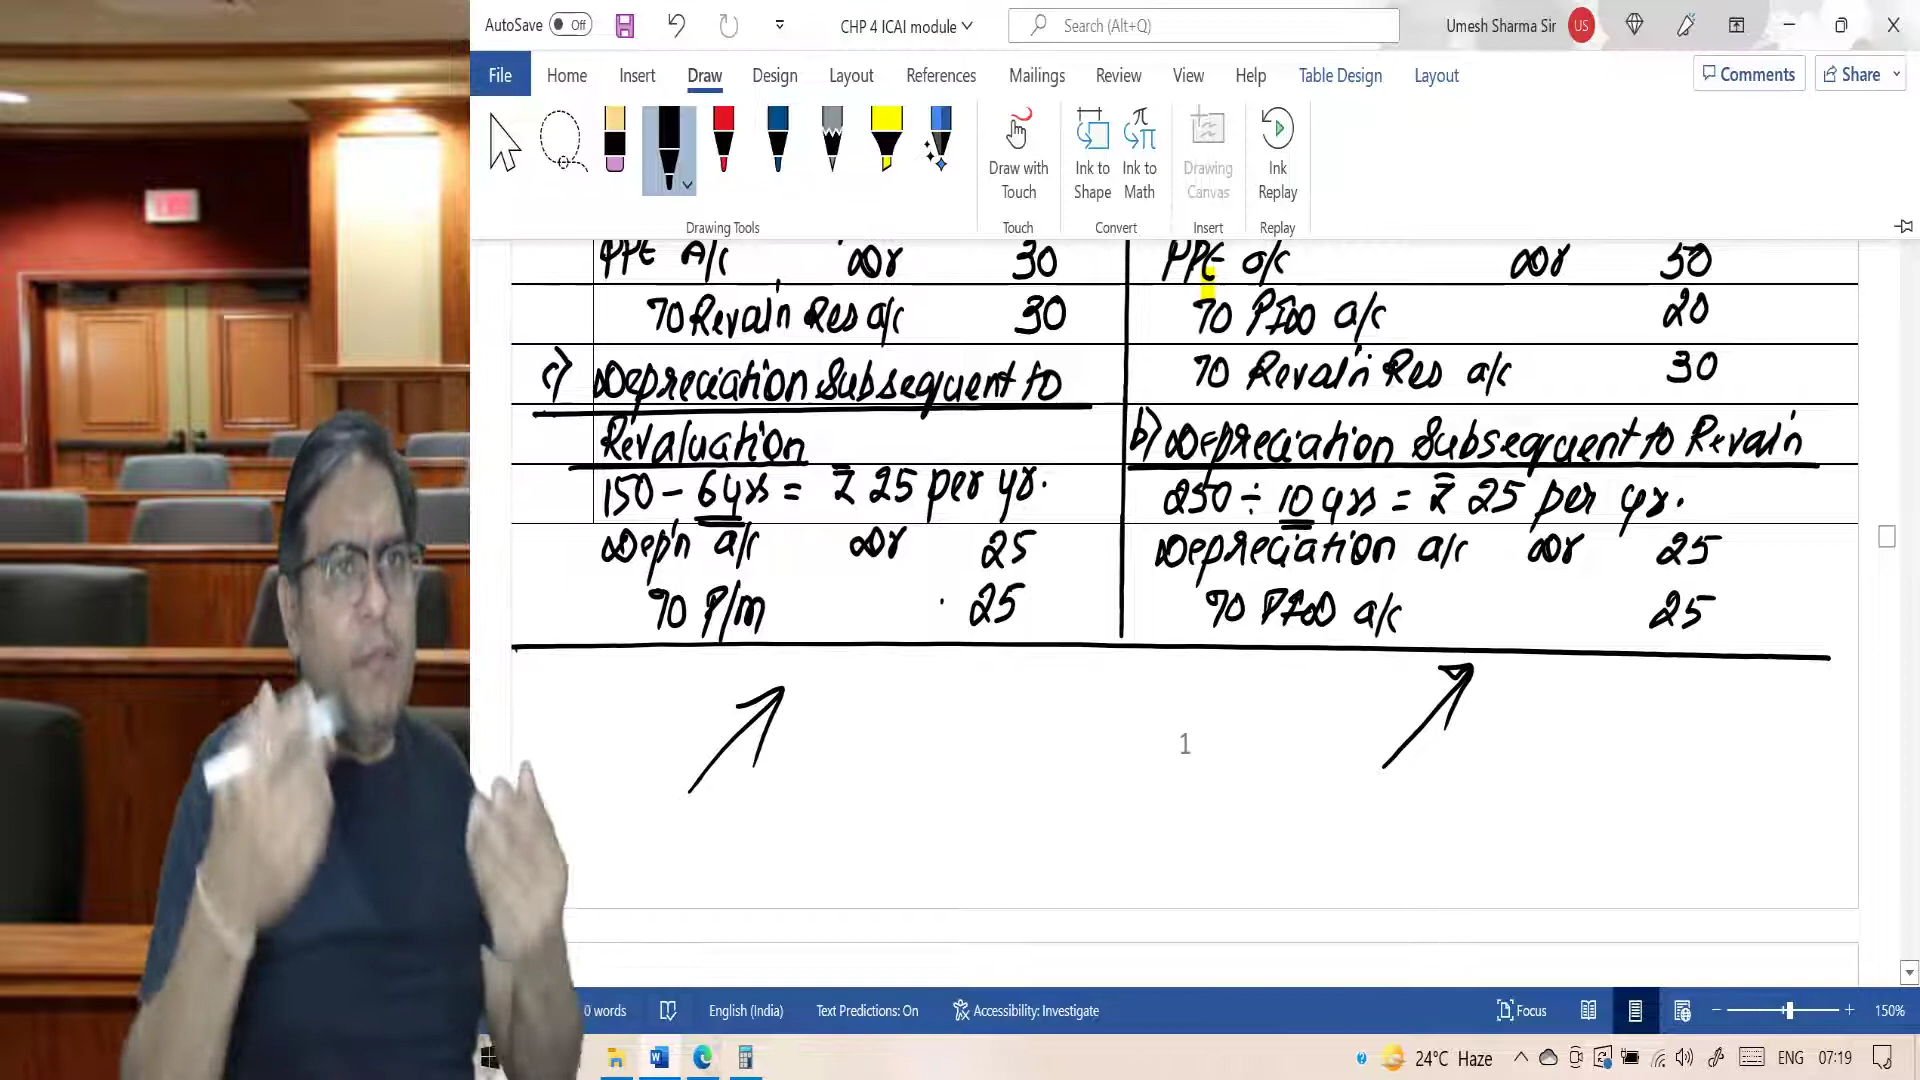 AutoSave Off CHP 4 ICAI module Search (Alt+Q) Umesh Sharma Sir US
File Home Insert Draw Design Layout References Mailings Review View Help Table Design Layout Comments Share
Draw with Touch
Ink to Shape
Ink to Math
Drawing Canvas
Ink Replay
Drawing Tools Touch Convert Insert Replay
PPE A/c Dr 30
To Revaln Res a/c 30
c) Depreciation Subsequent to
Revaluation
150 - 6 yrs = ₹ 25 per yr.
Dep'n a/c Dr 25
To P/m 25
PPE a/c Dr 50
To PFOD a/c 20
To Revaln Res a/c 30
b) Depreciation Subsequent to Revaln
250 ÷ 10 yrs = ₹ 25 per yr.
Depreciation a/c Dr 25
To PFOD a/c 25
1
0 words English (India) Text Predictions: On Accessibility: Investigate Focus 150%
24°C Haze ENG 07:19